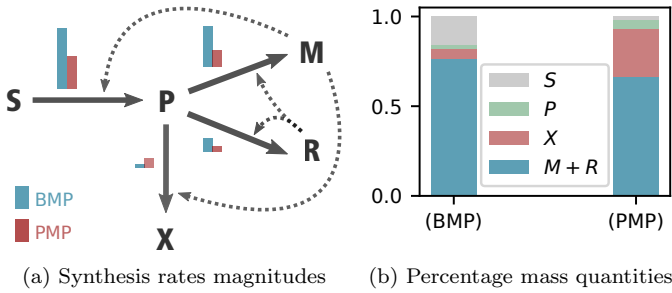 S
P
M
R
X
BMP
PMP
(a) Synthesis rates magnitudes
1.0
0.5
0.0
S
P
X
M + R
(BMP)
(PMP)
(b) Percentage mass quantities